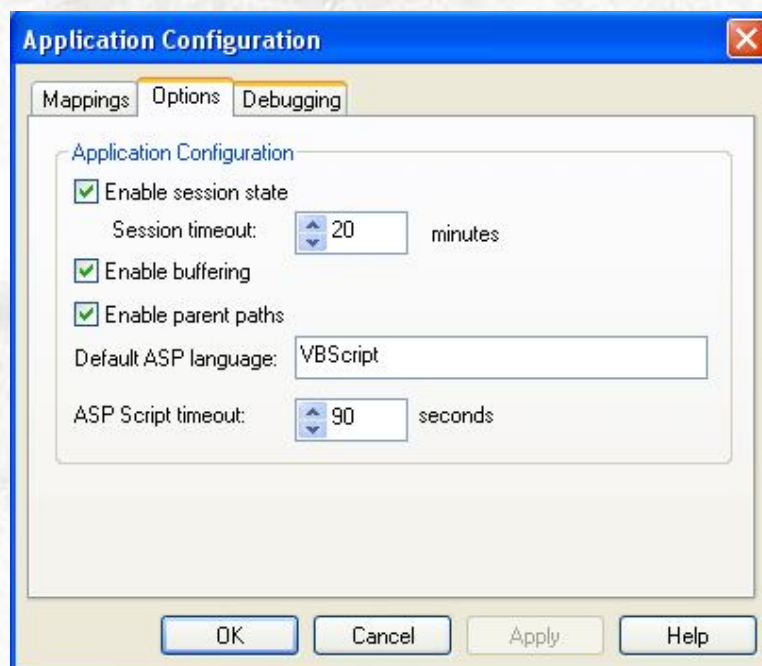 Application Configuration
Mappings Options Debugging
Application Configuration
Enable session state
Session timeout: 20 minutes
Enable buffering
Enable parent paths
Default ASP language: VBScript
ASP Script timeout: 90 seconds
OK Cancel Apply Help